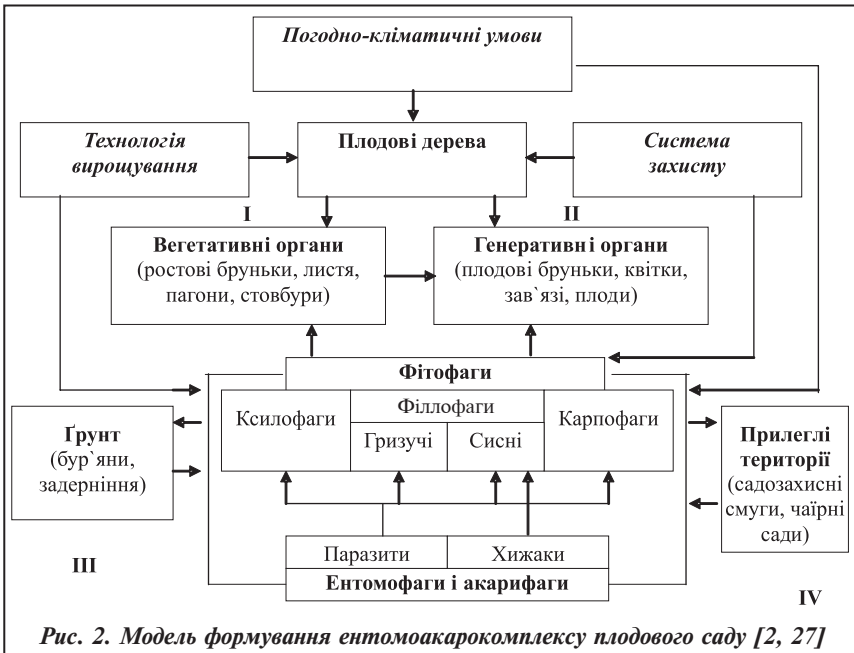 Погодно-кліматичні умови
Технологія
вирощування
Плодові дерева
Система
захисту
I
II
Вегетативні органи
(ростові бруньки, листя,
пагони, стовбури)
Генеративні органи
(плодові бруньки, квітки,
зав`язі, плоди)
Фітофаги
Ксилофаги
Філлофаги
Гризучі
Сисні
Карпофаги
Ґрунт
(бур`яни,
задерніння)
Прилеглі
території
(садозахисні
смуги, чаїрні
сади)
Паразити
Хижаки
Ентомофаги і акарифаги
III
IV
Рис. 2. Модель формування ентомоакарокомплексу плодового саду [2, 27]